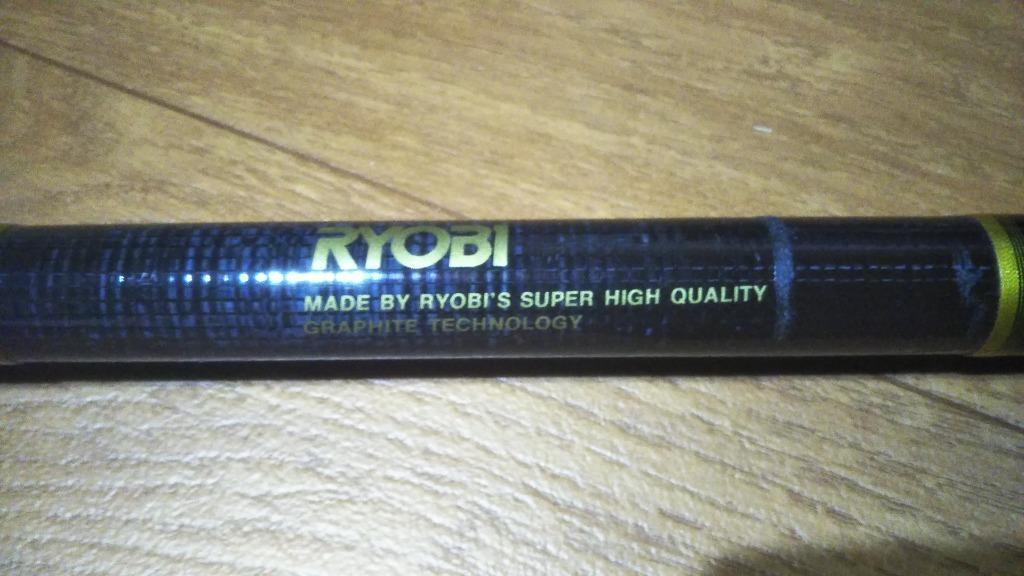 RYOBI
MADE BY RYOBI'S SUPER HIGH QUALITY
GRAPHITE TECHNOLOGY